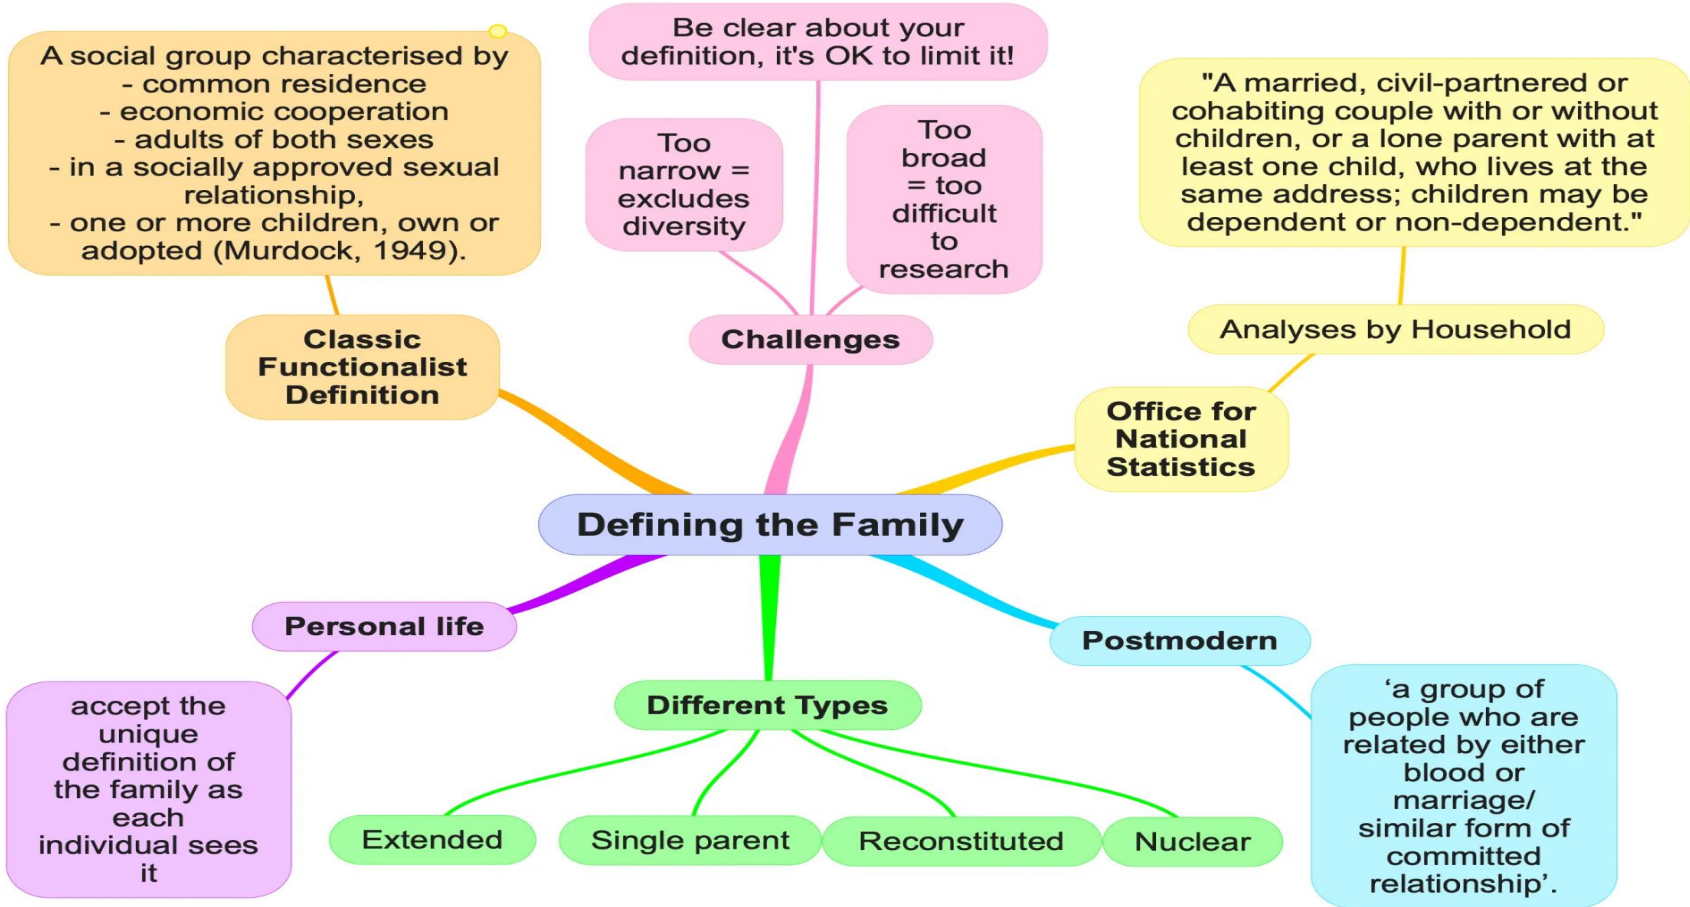 A social group characterised by
- common residence
- economic cooperation
- adults of both sexes
- in a socially approved sexual
relationship,
- one or more children, own or
adopted (Murdock, 1949).
Classic
Functionalist
Definition
Be clear about your
definition, it's OK to limit it!
Too
narrow =
excludes
diversity
Too
broad
= too
difficult
to
research
Challenges
"A married, civil-partnered or
cohabiting couple with or without
children, or a lone parent with at
least one child, who lives at the
same address; children may be
dependent or non-dependent."
Analyses by Household
Office for
National
Statistics
Defining the Family
Personal life
accept the
unique
definition of
the family as
each
individual sees
it
Different Types
Extended
Single parent
Reconstituted
Nuclear
Postmodern
‘a group of
people who are
related by either
blood or
marriage/
similar form of
committed
relationship’.